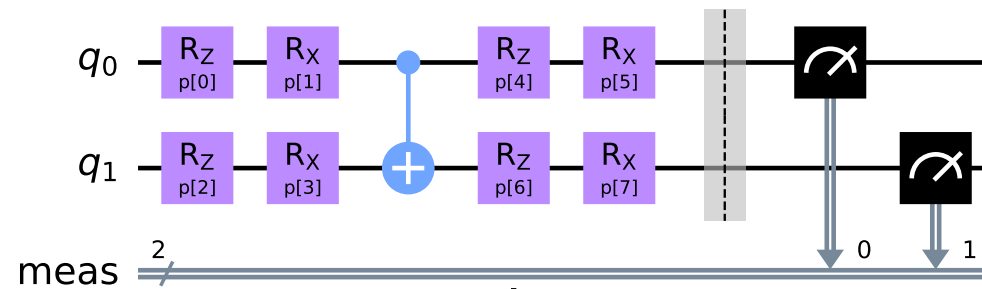 q0 RZ p[0] RX p[1] RZ p[4] RX p[5]
q1 RZ p[2] RX p[3] RZ p[6] RX p[7]
meas 2 0 1